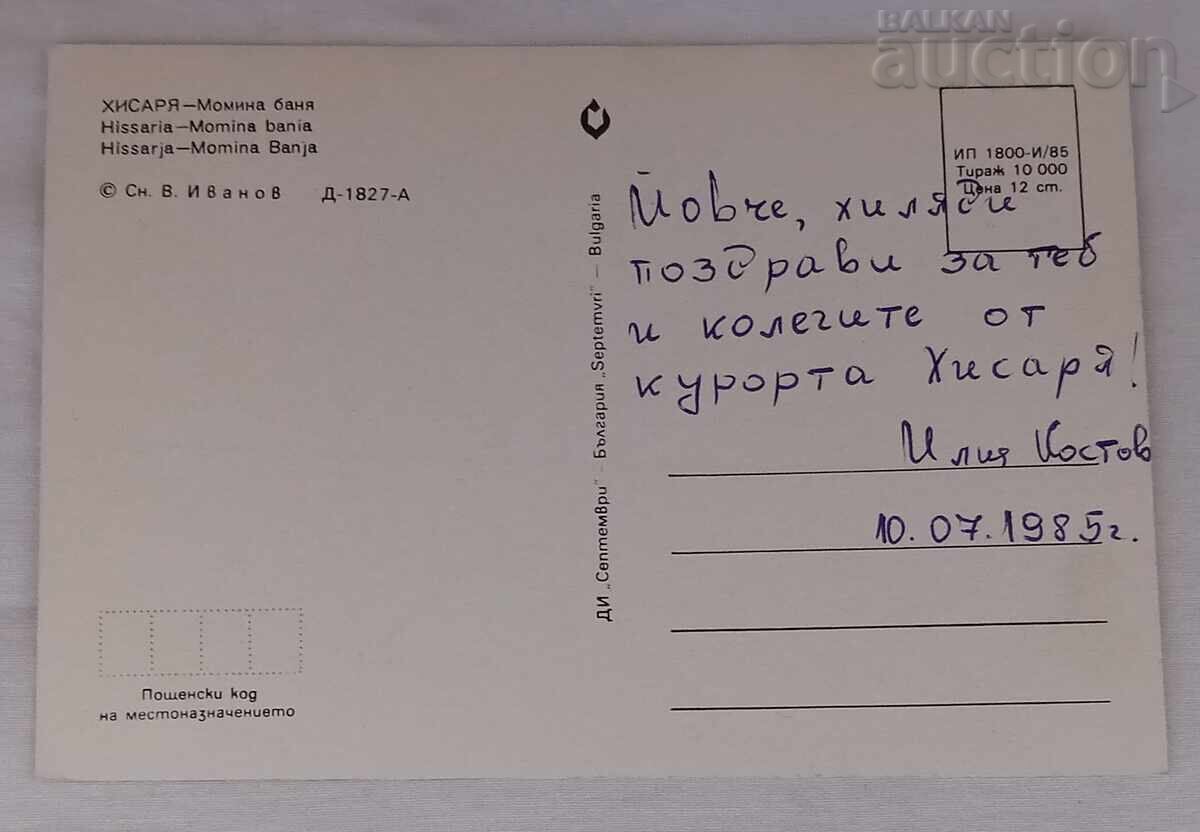 BALKAN
auction
ХИСАРЯ—Момина баня
Hissaria—Momina bania
Hissarja—Momina Banja
© Сн. В. Иванов Д-1827-А
ДИ „Септември" – България „Septemvri" – Bulgaria
ИП 1800-И/85
Тираж 10 000
Цена 12 ст.
Йовче, хиляди
поздрави за теб
и колегите от
курорта Хисаря!
Илия Костов
10.07.1985г.
Пощенски код
на местоназначението